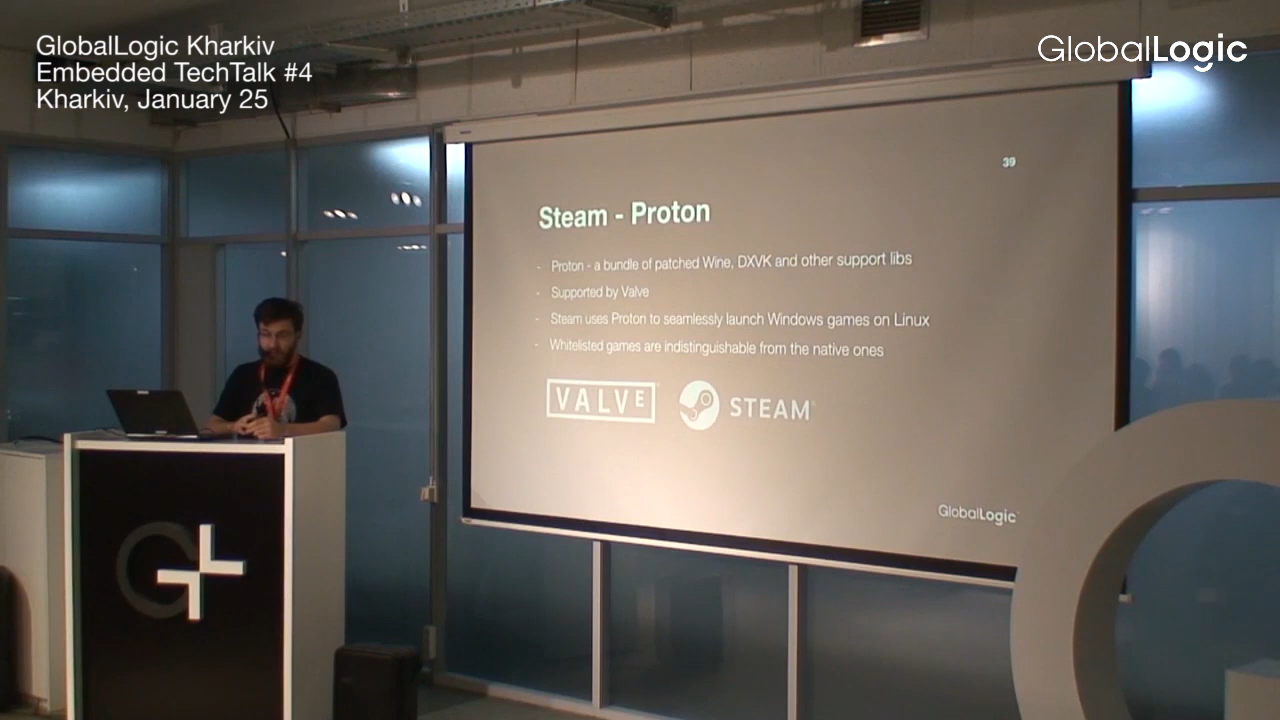 GlobalLogic Kharkiv
Embedded TechTalk #4
Kharkiv, January 25
GlobalLogic
39
Steam - Proton
- Proton - a bundle of patched Wine, DXVK and other support libs
- Supported by Valve
- Steam uses Proton to seamlessly launch Windows games on Linux
- Whitelisted games are indistinguishable from the native ones
VALVE
STEAM
GlobalLogic